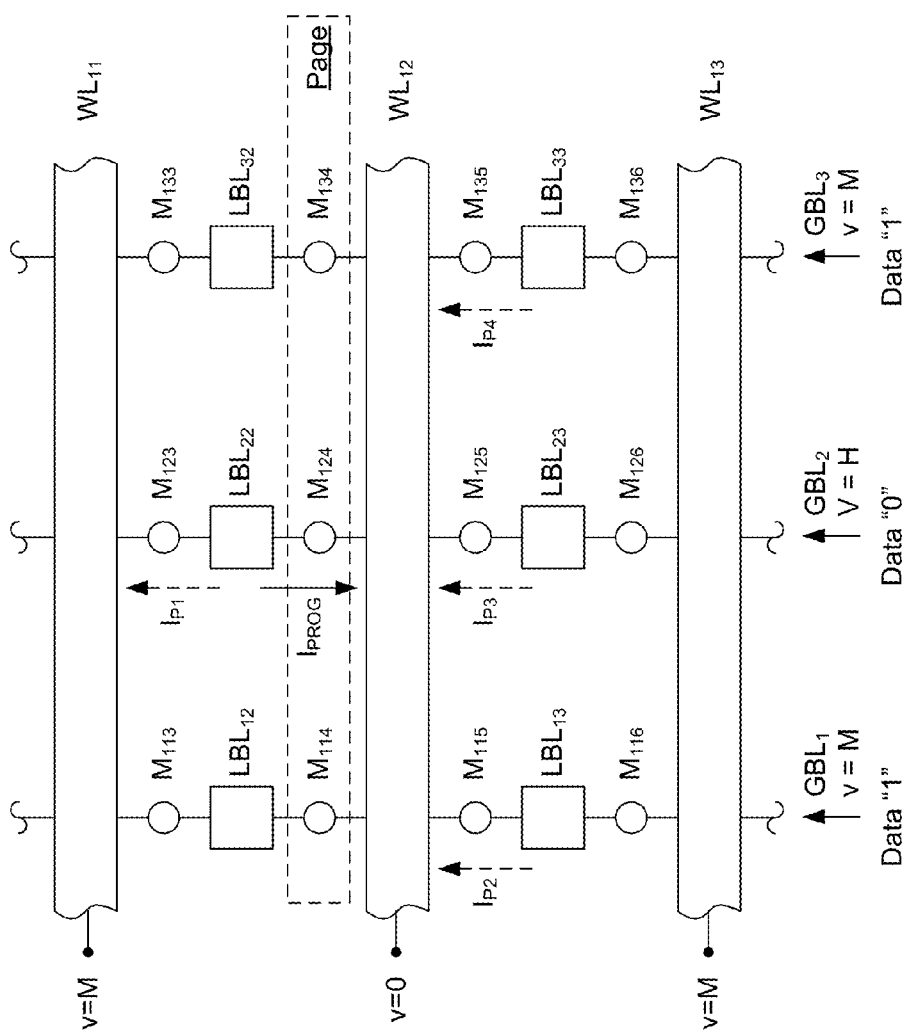 WL11
M113
M123
M133
IP1
LBL12
LBL22
LBL32
v=M
IPROG
Page
M114
M124
M134
WL12
v=0
M115
M125
M135
IP2
IP3
IP4
LBL13
LBL23
LBL33
M116
M126
M136
WL13
v=M
GBL1
v = M
Data “1”
GBL2
V = H
Data “0”
GBL3
v = M
Data “1”